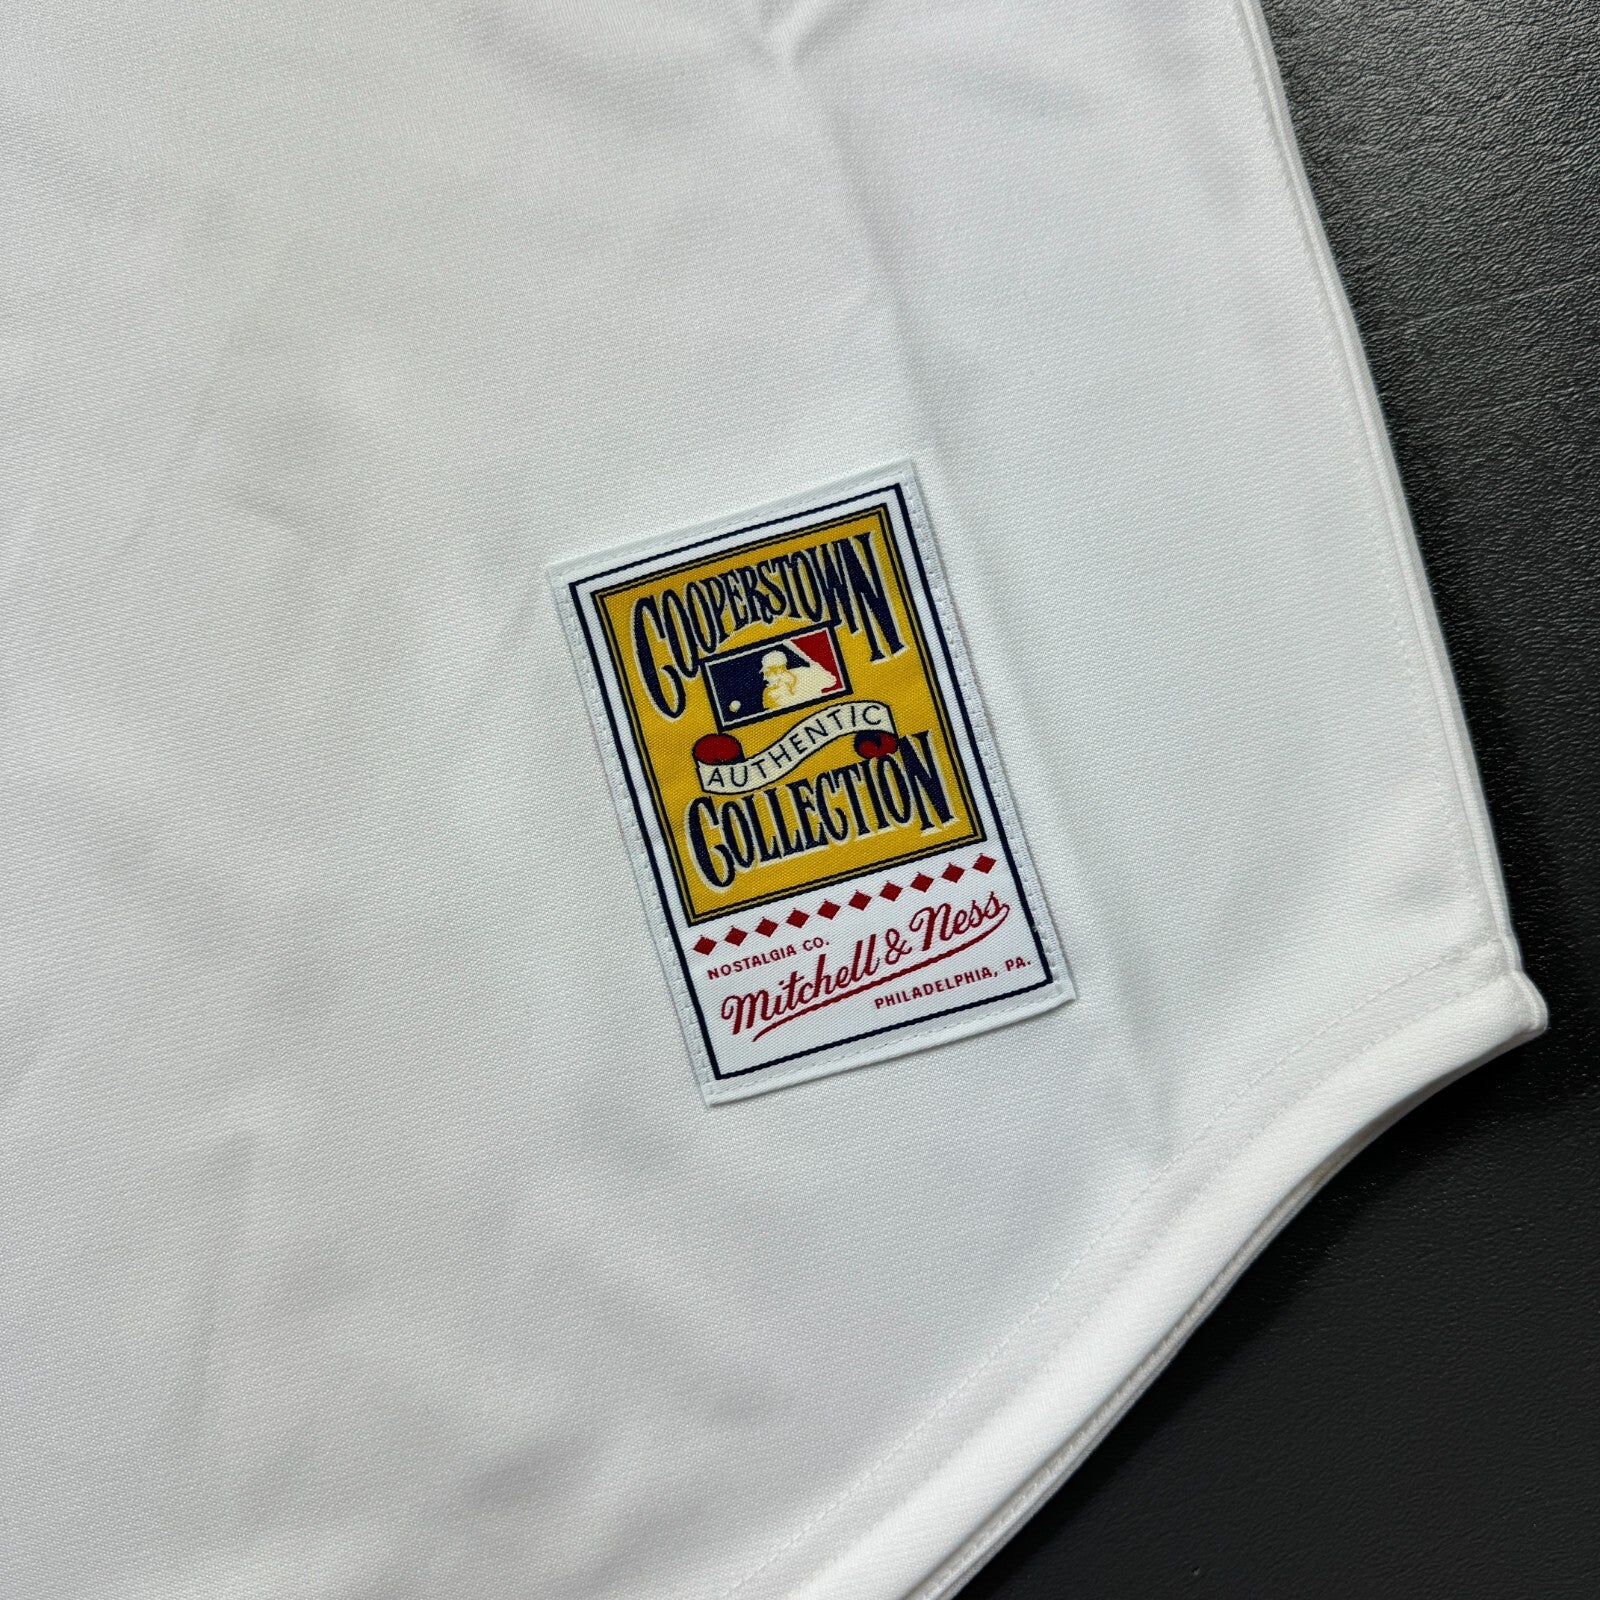 COOPERSTOWN
AUTHENTIC
COLLECTION
NOSTALGIA CO.
Mitchell & Ness
PHILADELPHIA, PA.